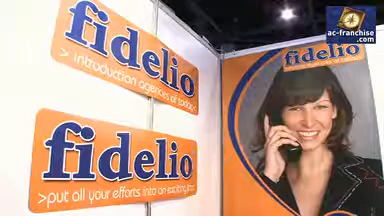 ac-franchise
.com
fidelio
> introduction agencies of today
fidelio
fidelio
>put all your efforts into an exciting